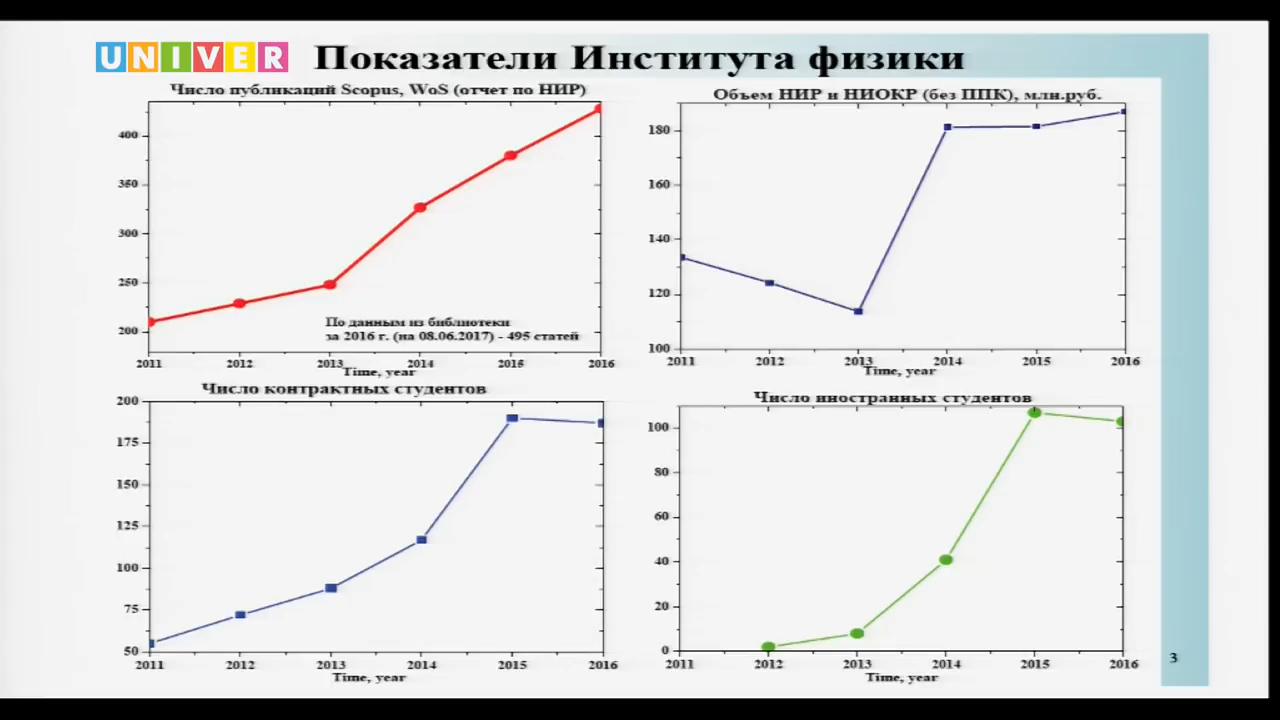 UNIVER
Показатели Института физики
Число публикаций Scopus, WoS (отчет по НИР)
400
350
300
250
200
По данным из библиотеки
за 2016 г. (на 08.06.2017) - 495 статей
2011 2012 2013 2014 2015 2016
Time, year
Объем НИР и НИОКР (без ППК), млн.руб.
180
160
140
120
100
2011 2012 2013 2014 2015 2016
Time, year
Число контрактных студентов
200
175
150
125
100
75
50
2011 2012 2013 2014 2015 2016
Time, year
Число иностранных студентов
100
80
60
40
20
0
2011 2012 2013 2014 2015 2016
Time, year
3